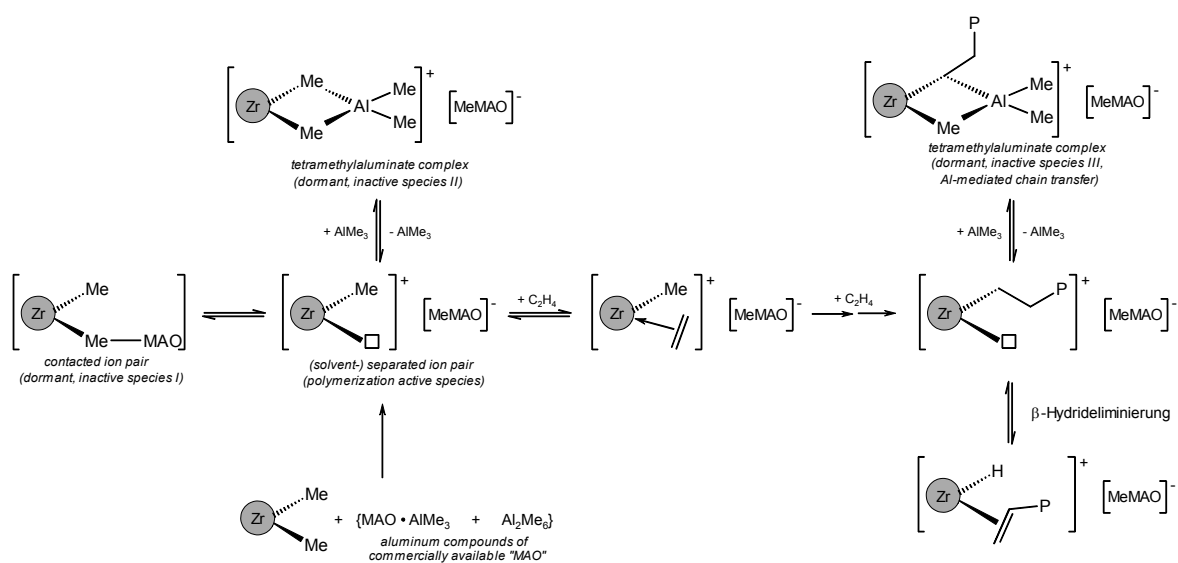 P
[ Zr Me Me Al Me Me ]+ [MeMAO]-
tetramethylaluminate complex
(dormant, inactive species II)
[ Zr Me Al Me Me ]+ [MeMAO]-
tetramethylaluminate complex
(dormant, inactive species III,
Al-mediated chain transfer)
+ AlMe3 - AlMe3
+ AlMe3 - AlMe3
[ Zr Me Me MAO ]
contacted ion pair
(dormant, inactive species I)
[ Zr Me ]+ [MeMAO]-
(solvent-) separated ion pair
(polymerization active species)
+ C2H4
[ Zr Me ]+ [MeMAO]-
+ C2H4
[ Zr P ]+ [MeMAO]-
β-Hydrideliminierung
[ Zr H P ]+ [MeMAO]-
Zr Me Me + {MAO • AlMe3 + Al2Me6}
aluminum compounds of
commercially available "MAO"